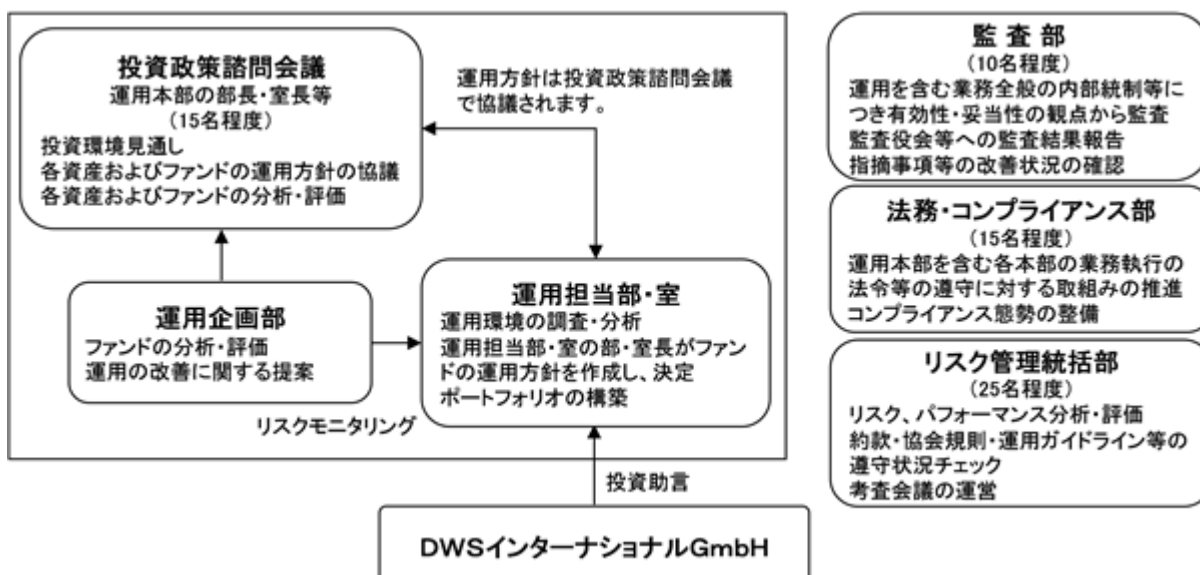 投資政策諮問会議
運用本部の部長・室長等
(15名程度)
投資環境見通し
各資産およびファンドの運用方針の協議
各資産およびファンドの分析・評価
運用方針は投資政策諮問会議
で協議されます。
運用企画部
ファンドの分析・評価
運用の改善に関する提案
リスクモニタリング
運用担当部・室
運用環境の調査・分析
運用担当部・室の部・室長がファン
ドの運用方針を作成し、決定
ポートフォリオの構築
投資助言
DWSインターナショナルGmbH
監 査 部
(10名程度)
運用を含む業務全般の内部統制等に
つき有効性・妥当性の観点から監査
監査役会等への監査結果報告
指摘事項等の改善状況の確認
法務・コンプライアンス部
(15名程度)
運用本部を含む各本部の業務執行の
法令等の遵守に対する取組みの推進
コンプライアンス態勢の整備
リスク管理統括部
(25名程度)
リスク、パフォーマンス分析・評価
約款・協会規則・運用ガイドライン等の
遵守状況チェック
考査会議の運営